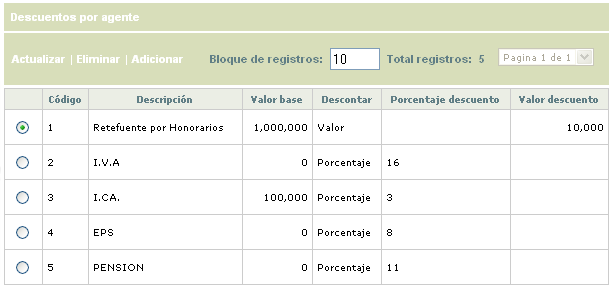 Descuentos por agente
Actualizar | Eliminar | Adicionar Bloque de registros: 10 Total registros: 5 Pagina 1 de 1
Código Descripción Valor base Descontar Porcentaje descuento Valor descuento
1 Retefuente por Honorarios 1,000,000 Valor 10,000
2 I.V.A 0 Porcentaje 16
3 I.CA. 100,000 Porcentaje 3
4 EPS 0 Porcentaje 8
5 PENSION 0 Porcentaje 11